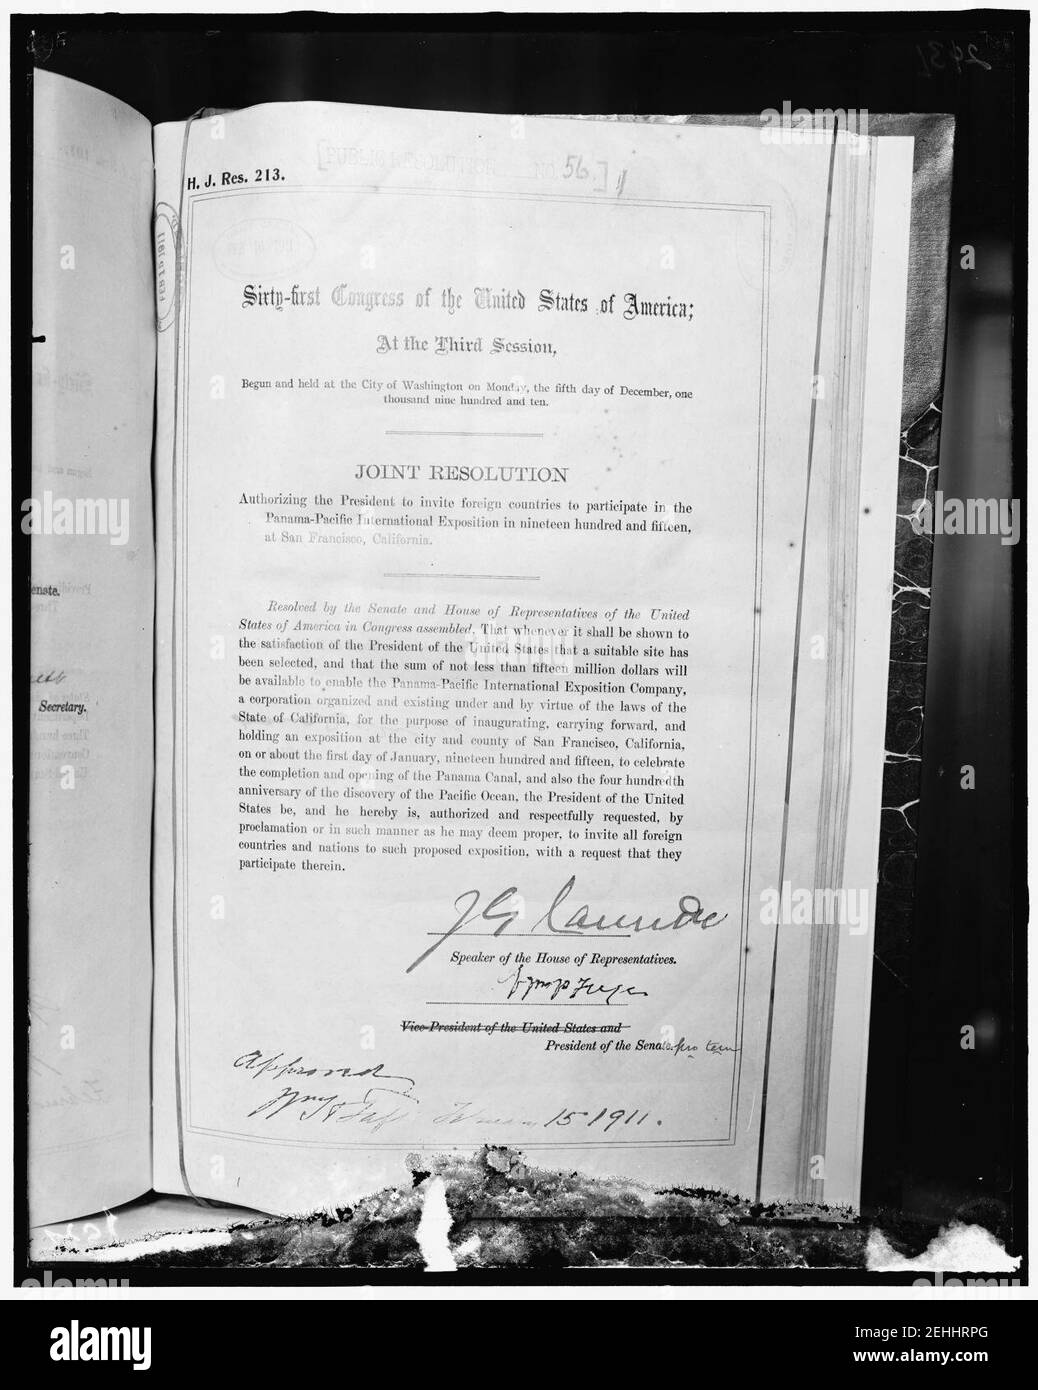 [PUBLIC RESOLUTION NO. 56.]
H. J. Res. 213.
Sixty-first Congress of the United States of America;
At the Third Session,
Begun and held at the City of Washington on Monday, the fifth day of December, one
thousand nine hundred and ten.
JOINT RESOLUTION
Authorizing the President to invite foreign countries to participate in the
Panama-Pacific International Exposition in nineteen hundred and fifteen,
at San Francisco, California.
Resolved by the Senate and House of Representatives of the United
States of America in Congress assembled, That whenever it shall be shown to
the satisfaction of the President of the United States that a suitable site has
been selected, and that the sum of not less than fifteen million dollars will
be available to enable the Panama-Pacific International Exposition Company,
a corporation organized and existing under and by virtue of the laws of the
State of California, for the purpose of inaugurating, carrying forward, and
holding an exposition at the city and county of San Francisco, California,
on or about the first day of January, nineteen hundred and fifteen, to celebrate
the completion and opening of the Panama Canal, and also the four hundredth
anniversary of the discovery of the Pacific Ocean, the President of the United
States be, and he hereby is, authorized and respectfully requested, by
proclamation or in such manner as he may deem proper, to invite all foreign
countries and nations to such proposed exposition, with a request that they
participate therein.
J G Cannon
Speaker of the House of Representatives.
Vice-President of the United States and
President of the Senate pro tem
Approved
Wm H Taft 15 1911.
enate.
Secretary.
2931
alamy
Image ID: 2EHHRPG
www.alamy.com